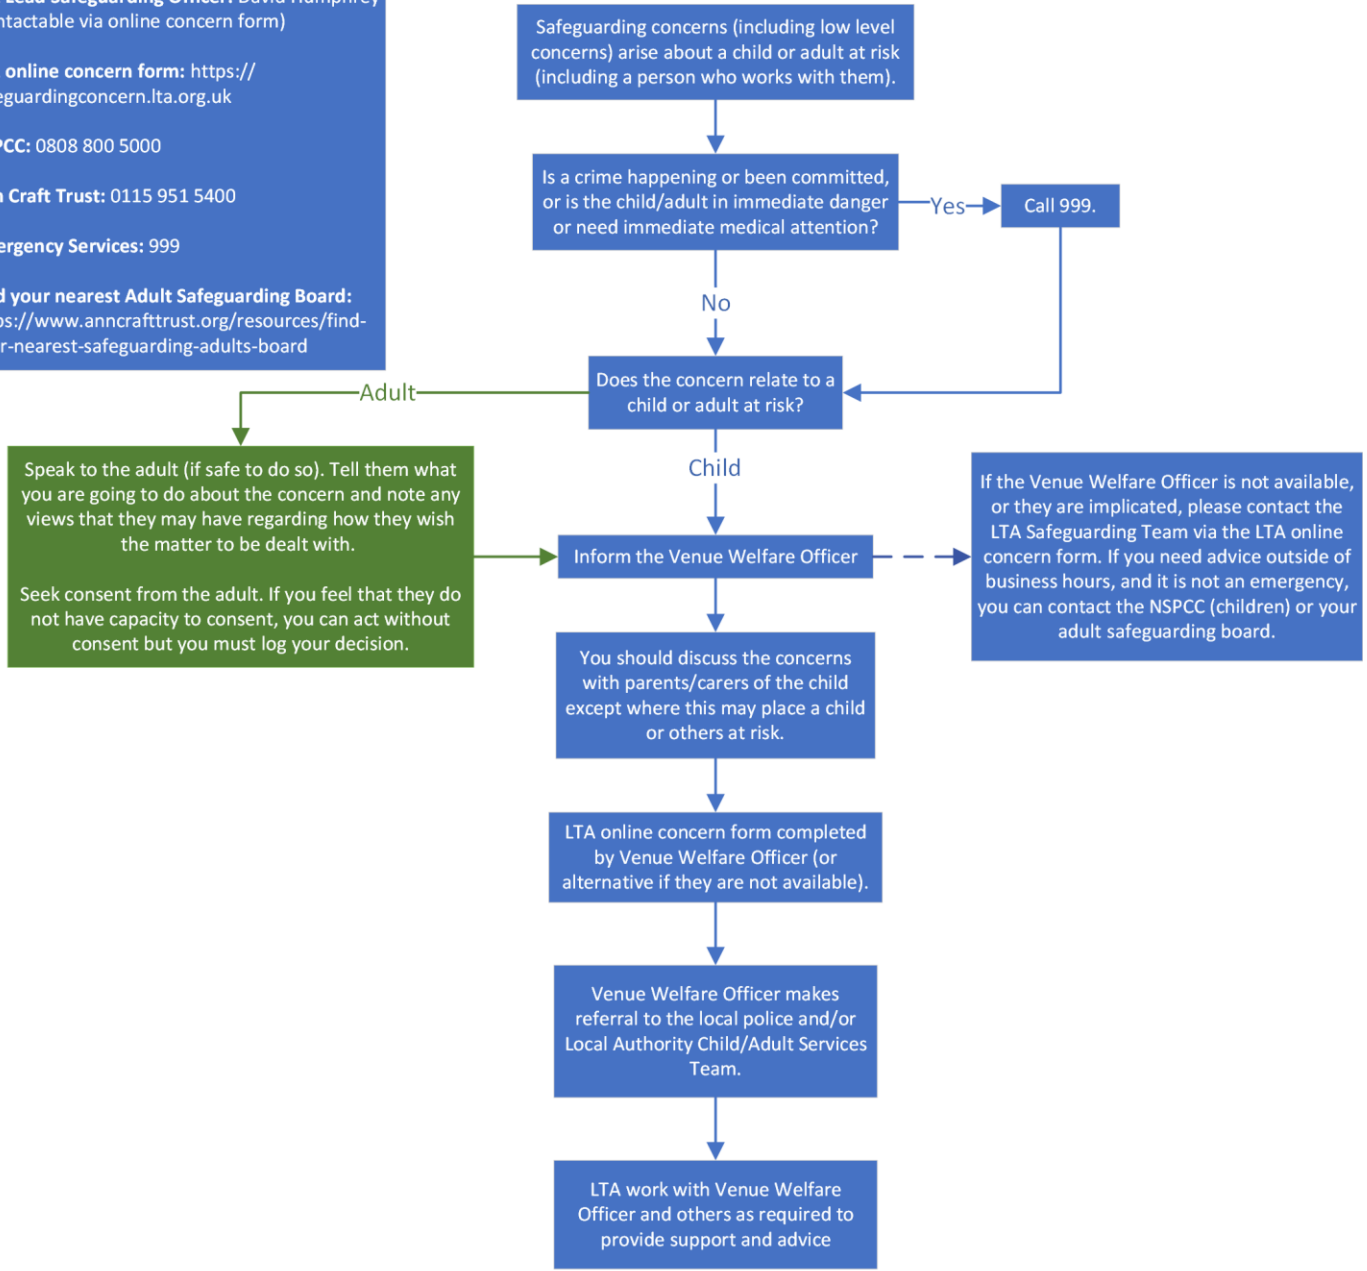 Lead Safeguarding Officer: David Humphrey
ntactable via online concern form)
online concern form: https://
eguardingconcern.lta.org.uk
PCC: 0808 800 5000
n Craft Trust: 0115 951 5400
ergency Services: 999
d your nearest Adult Safeguarding Board:
ps://www.anncrafttrust.org/resources/find-
r-nearest-safeguarding-adults-board
Safeguarding concerns (including low level
concerns) arise about a child or adult at risk
(including a person who works with them).
Is a crime happening or been committed,
or is the child/adult in immediate danger
or need immediate medical attention?
Yes
Call 999.
No
Does the concern relate to a
child or adult at risk?
Adult
Child
Speak to the adult (if safe to do so). Tell them what
you are going to do about the concern and note any
views that they may have regarding how they wish
the matter to be dealt with.
Seek consent from the adult. If you feel that they do
not have capacity to consent, you can act without
consent but you must log your decision.
Inform the Venue Welfare Officer
If the Venue Welfare Officer is not available,
or they are implicated, please contact the
LTA Safeguarding Team via the LTA online
concern form. If you need advice outside of
business hours, and it is not an emergency,
you can contact the NSPCC (children) or your
adult safeguarding board.
You should discuss the concerns
with parents/carers of the child
except where this may place a child
or others at risk.
LTA online concern form completed
by Venue Welfare Officer (or
alternative if they are not available).
Venue Welfare Officer makes
referral to the local police and/or
Local Authority Child/Adult Services
Team.
LTA work with Venue Welfare
Officer and others as required to
provide support and advice